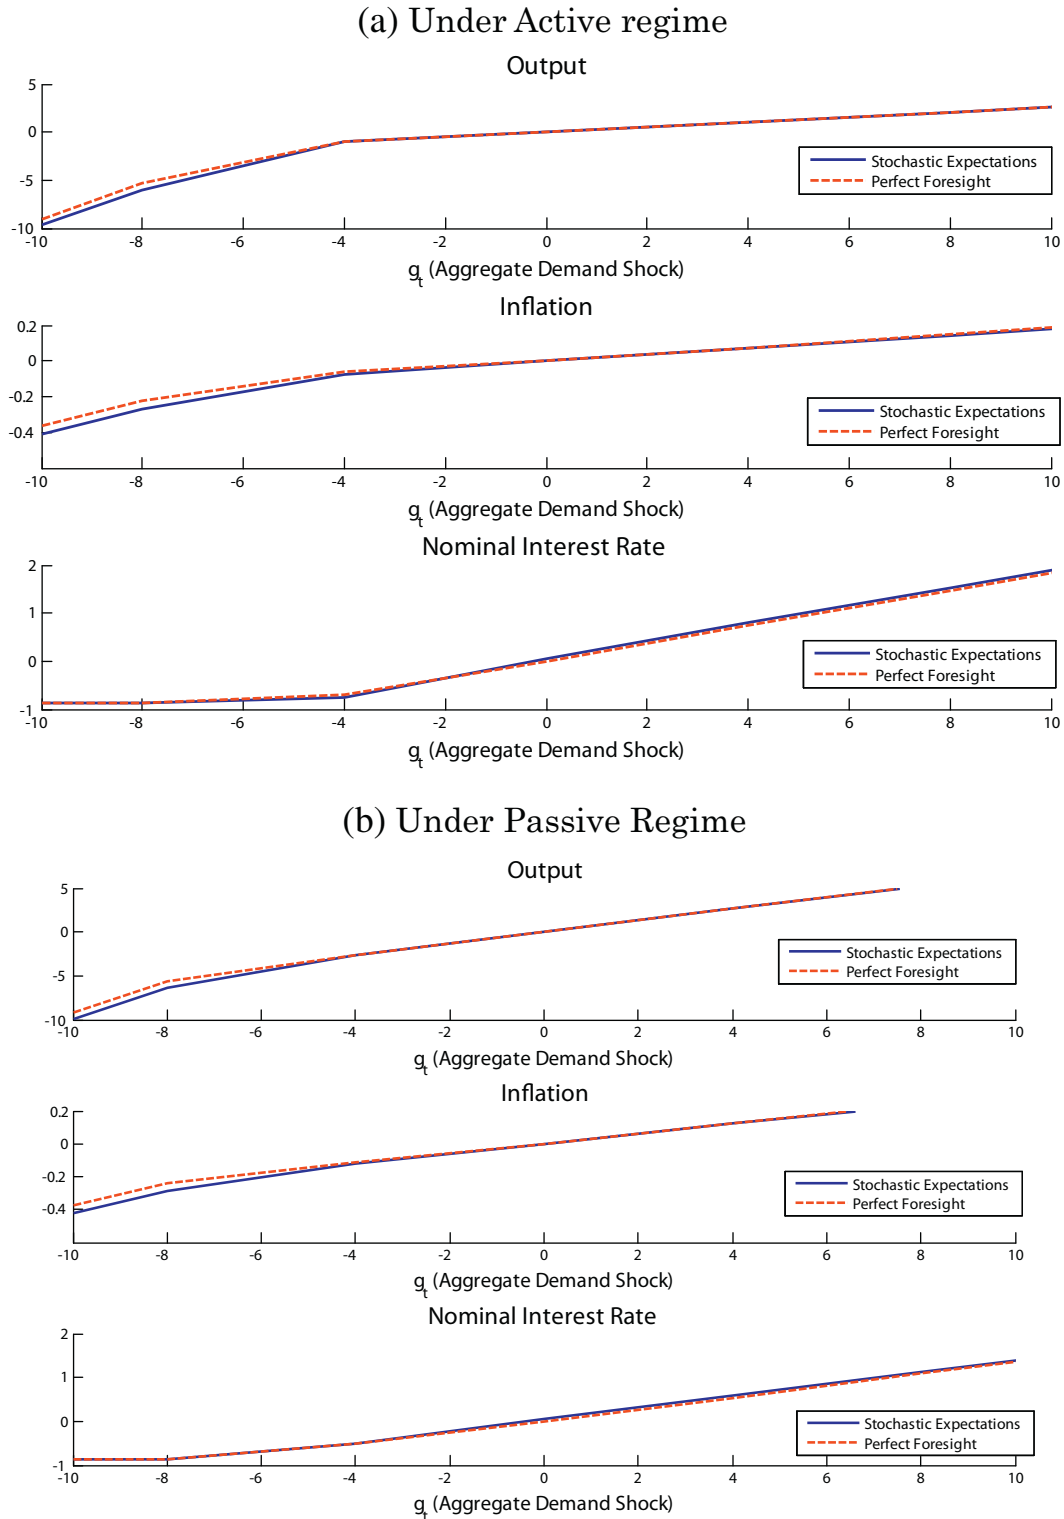 (a) Under Active regime
Output
5
0
-5
-10
-10 -8 -6 -4 -2 0 2 4 6 8 10
Stochastic Expectations
Perfect Foresight
g_t (Aggregate Demand Shock)
Inflation
0.2
0
-0.2
-0.4
-10 -8 -6 -4 -2 0 2 4 6 8 10
Stochastic Expectations
Perfect Foresight
g_t (Aggregate Demand Shock)
Nominal Interest Rate
2
1
0
-1
-10 -8 -6 -4 -2 0 2 4 6 8 10
Stochastic Expectations
Perfect Foresight
g_t (Aggregate Demand Shock)
(b) Under Passive Regime
Output
5
0
-5
-10
-10 -8 -6 -4 -2 0 2 4 6 8 10
Stochastic Expectations
Perfect Foresight
g_t (Aggregate Demand Shock)
Inflation
0.2
0
-0.2
-0.4
-10 -8 -6 -4 -2 0 2 4 6 8 10
Stochastic Expectations
Perfect Foresight
g_t (Aggregate Demand Shock)
Nominal Interest Rate
2
1
0
-1
-10 -8 -6 -4 -2 0 2 4 6 8 10
Stochastic Expectations
Perfect Foresight
g_t (Aggregate Demand Shock)